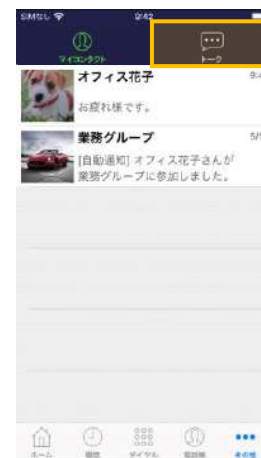 SIMなし 9:42
マイコンタクト トーク
オフィス花子
お疲れ様です。
業務グループ
[自動通知] オフィス花子さんが
業務グループに参加しました。
ホーム 履歴 ダイヤル 電話帳 その他